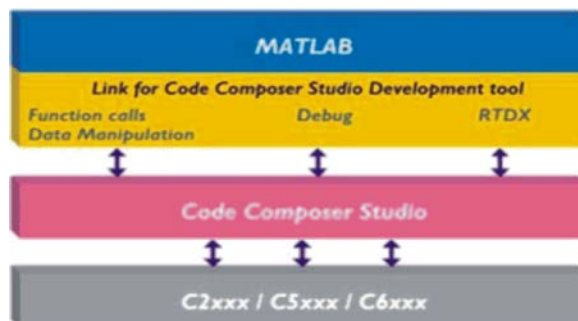 MATLAB
Link for Code Composer Studio Development tool
Function calls Debug RTDX
Data Manipulation
Code Composer Studio
C2xxx / C5xxx / C6xxx